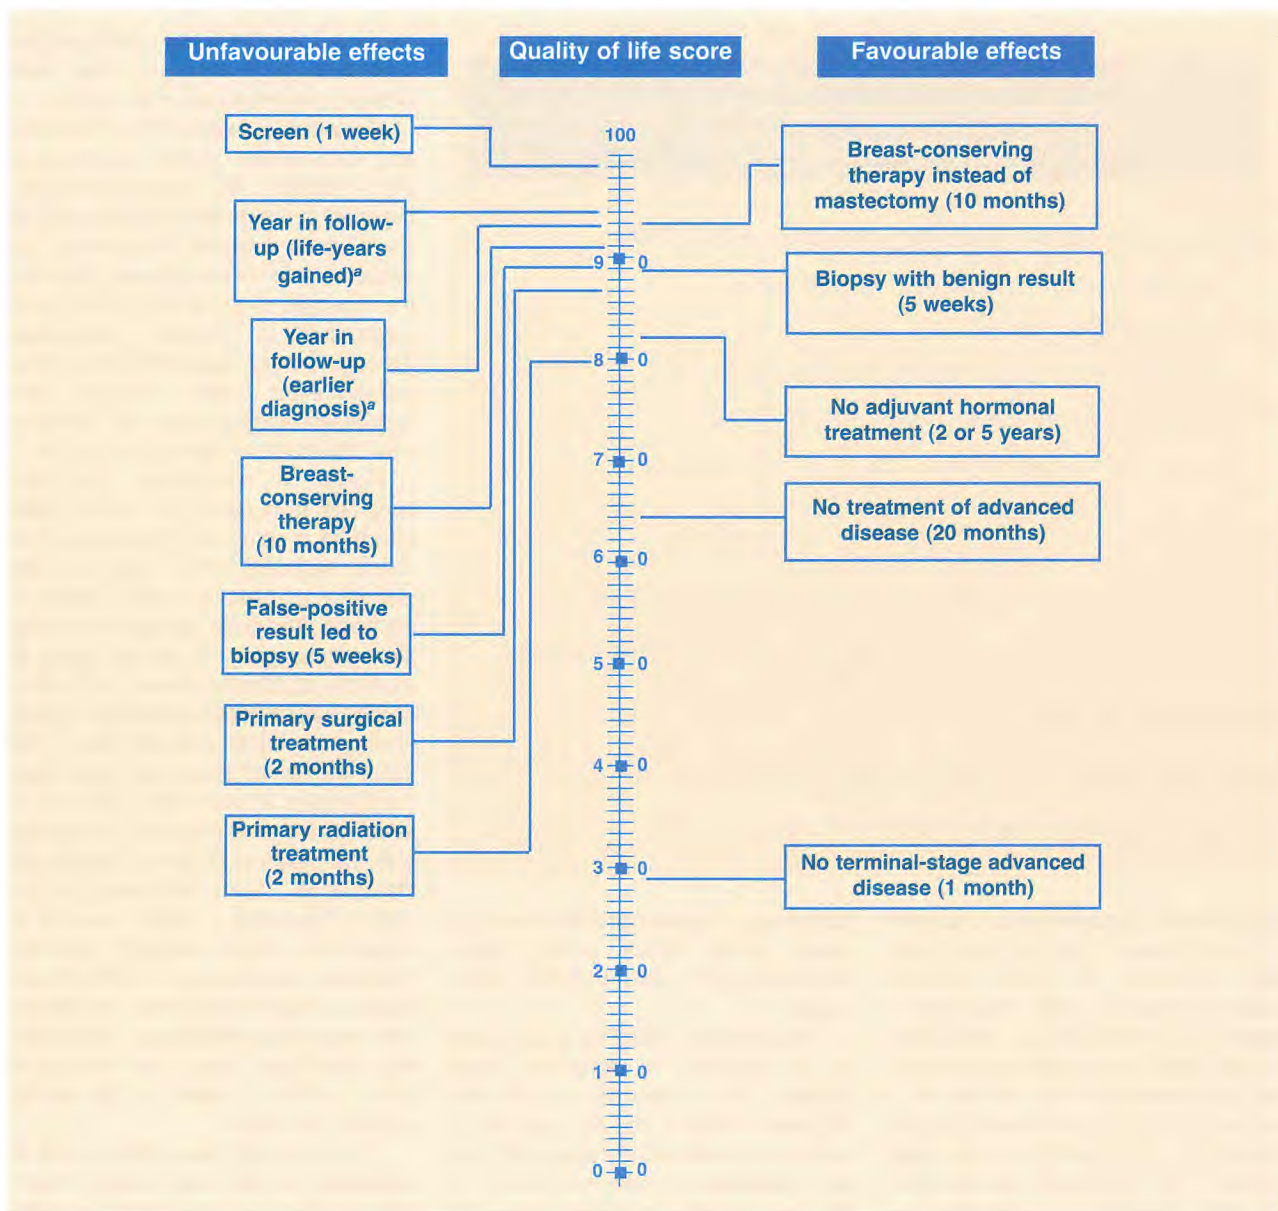 Unfavourable effects
Quality of life score
Favourable effects
Screen (1 week)
Year in follow-
up (life-years
gained)a
Year in
follow-up
(earlier
diagnosis)a
Breast-
conserving
therapy
(10 months)
False-positive
result led to
biopsy (5 weeks)
Primary surgical
treatment
(2 months)
Primary radiation
treatment
(2 months)
100
9 0
8 0
7 0
6 0
5 0
4 0
3 0
2 0
1 0
0 0
Breast-conserving
therapy instead of
mastectomy (10 months)
Biopsy with benign result
(5 weeks)
No adjuvant hormonal
treatment (2 or 5 years)
No treatment of advanced
disease (20 months)
No terminal-stage advanced
disease (1 month)